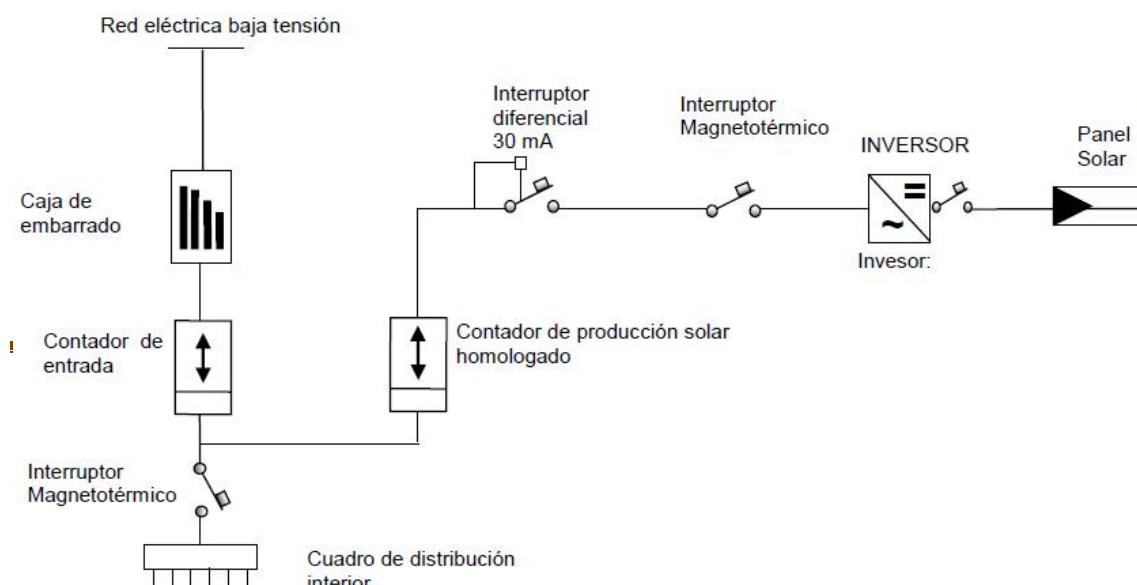 Red eléctrica baja tensión
Interruptor
diferencial
30 mA
Interruptor
Magnetotérmico
INVERSOR
Panel
Solar
Caja de
embarrado
Invesor:
!
Contador de
entrada
Contador de producción solar
homologado
Interruptor
Magnetotérmico
Cuadro de distribución
interior